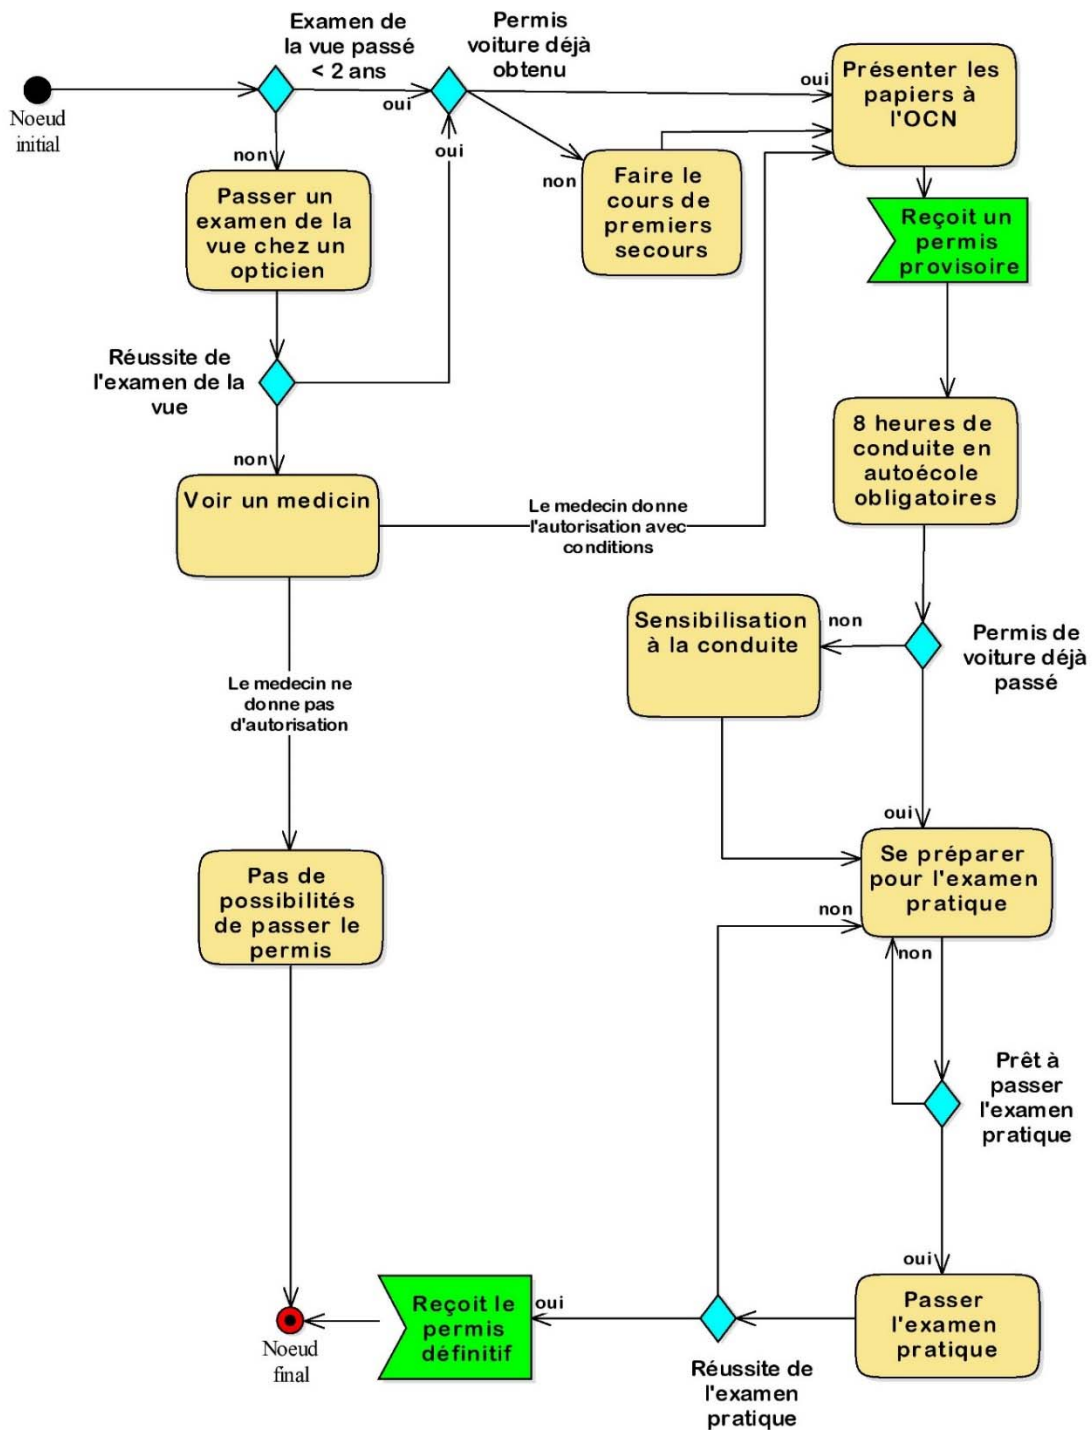 Examen de
la vue passé
< 2 ans
Permis
voiture déjà
obtenu
Noeud
initial
oui
oui
Présenter les
papiers à
l'OCN
non
oui
non
Passer un
examen de la
vue chez un
opticien
Faire le
cours de
premiers
secours
Reçoit un
permis
provisoire
Réussite de
l'examen de la
vue
non
8 heures de
conduite en
autoécole
obligatoires
Voir un medicin
Le medecin donne
l'autorisation avec
conditions
Sensibilisation
à la conduite
non
Permis de
voiture déjà
passé
Le medecin ne
donne pas
d'autorisation
oui
Pas de
possibilités
de passer le
permis
Se préparer
pour l'examen
pratique
non
non
Prêt à
passer
l'examen
pratique
oui
Passer
l'examen
pratique
Reçoit le
permis
définitif
oui
Noeud
final
Réussite de
l'examen
pratique